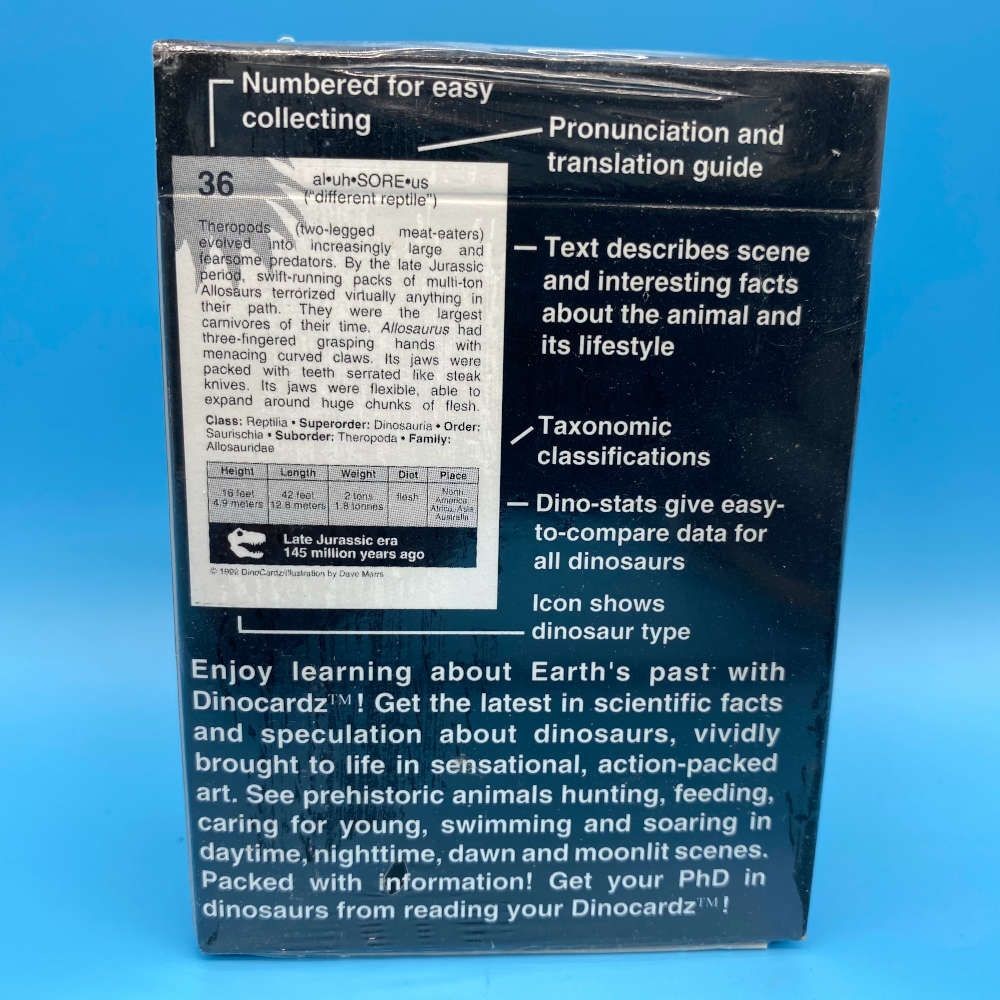 Numbered for easy
collecting
Pronunciation and
translation guide
36
al•uh•SORE•us
("different reptile")
Theropods (two-legged meat-eaters)
evolved into increasingly large and
fearsome predators. By the late Jurassic
period, swift-running packs of multi-ton
Allosaurs terrorized virtually anything in
their path. They were the largest
carnivores of their time. Allosaurus had
three-fingered grasping hands with
menacing curved claws. Its jaws were
packed with teeth serrated like steak
knives. Its jaws were flexible, able to
expand around huge chunks of flesh.
Class: Reptilia • Superorder: Dinosauria • Order:
Saurischia • Suborder: Theropoda • Family:
Allosauridae
Height Length Weight Diet Place
16 feet 42 feet 2 tons flesh North
4.9 meters 12.8 meters 1.8 tonnes America
Africa, Asia
Australia
Late Jurassic era
145 million years ago
© 1992 DinoCardz/Illustration by Dave Marrs
Text describes scene
and interesting facts
about the animal and
its lifestyle
Taxonomic
classifications
Dino-stats give easy-
to-compare data for
all dinosaurs
Icon shows
dinosaur type
Enjoy learning about Earth's past with
Dinocardz™! Get the latest in scientific facts
and speculation about dinosaurs, vividly
brought to life in sensational, action-packed
art. See prehistoric animals hunting, feeding,
caring for young, swimming and soaring in
daytime, nighttime, dawn and moonlit scenes.
Packed with information! Get your PhD in
dinosaurs from reading your Dinocardz™!